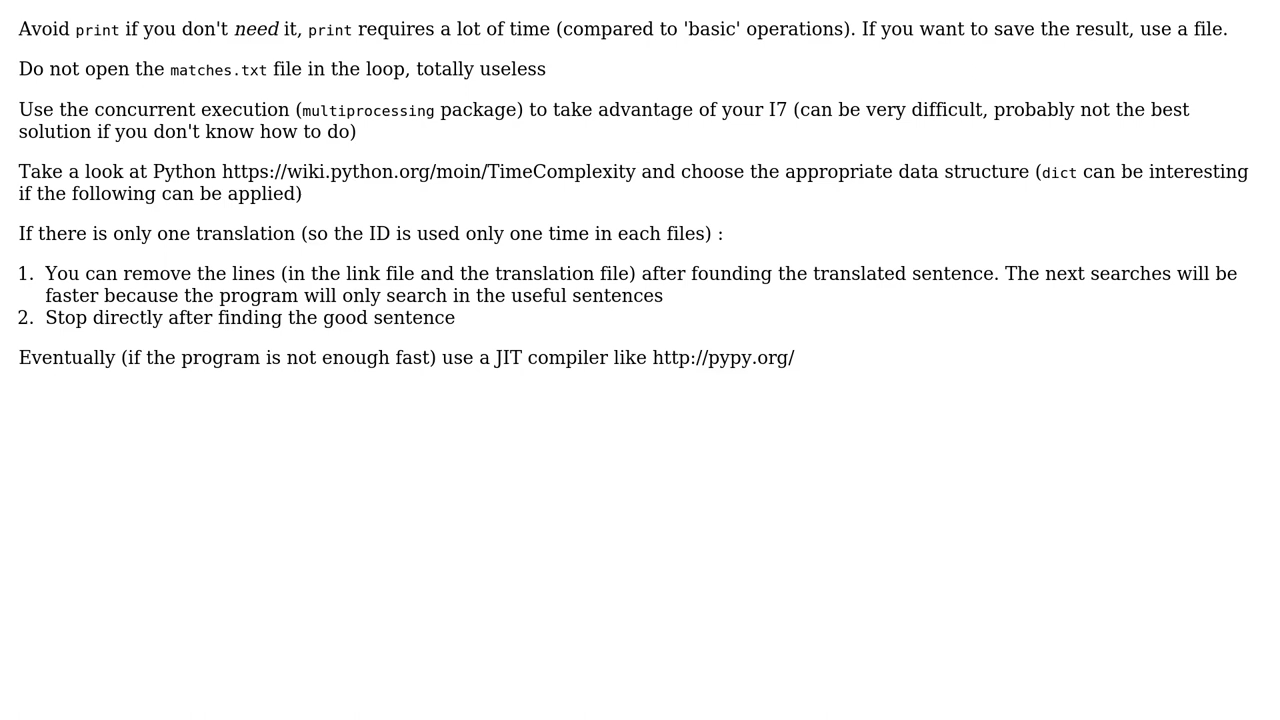 Avoid print if you don't need it, print requires a lot of time (compared to 'basic' operations). If you want to save the result, use a file.
Do not open the matches.txt file in the loop, totally useless
Use the concurrent execution (multiprocessing package) to take advantage of your I7 (can be very difficult, probably not the best
solution if you don't know how to do)
Take a look at Python https://wiki.python.org/moin/TimeComplexity and choose the appropriate data structure (dict can be interesting
if the following can be applied)
If there is only one translation (so the ID is used only one time in each files) :
1. You can remove the lines (in the link file and the translation file) after founding the translated sentence. The next searches will be
faster because the program will only search in the useful sentences
2. Stop directly after finding the good sentence
Eventually (if the program is not enough fast) use a JIT compiler like http://pypy.org/